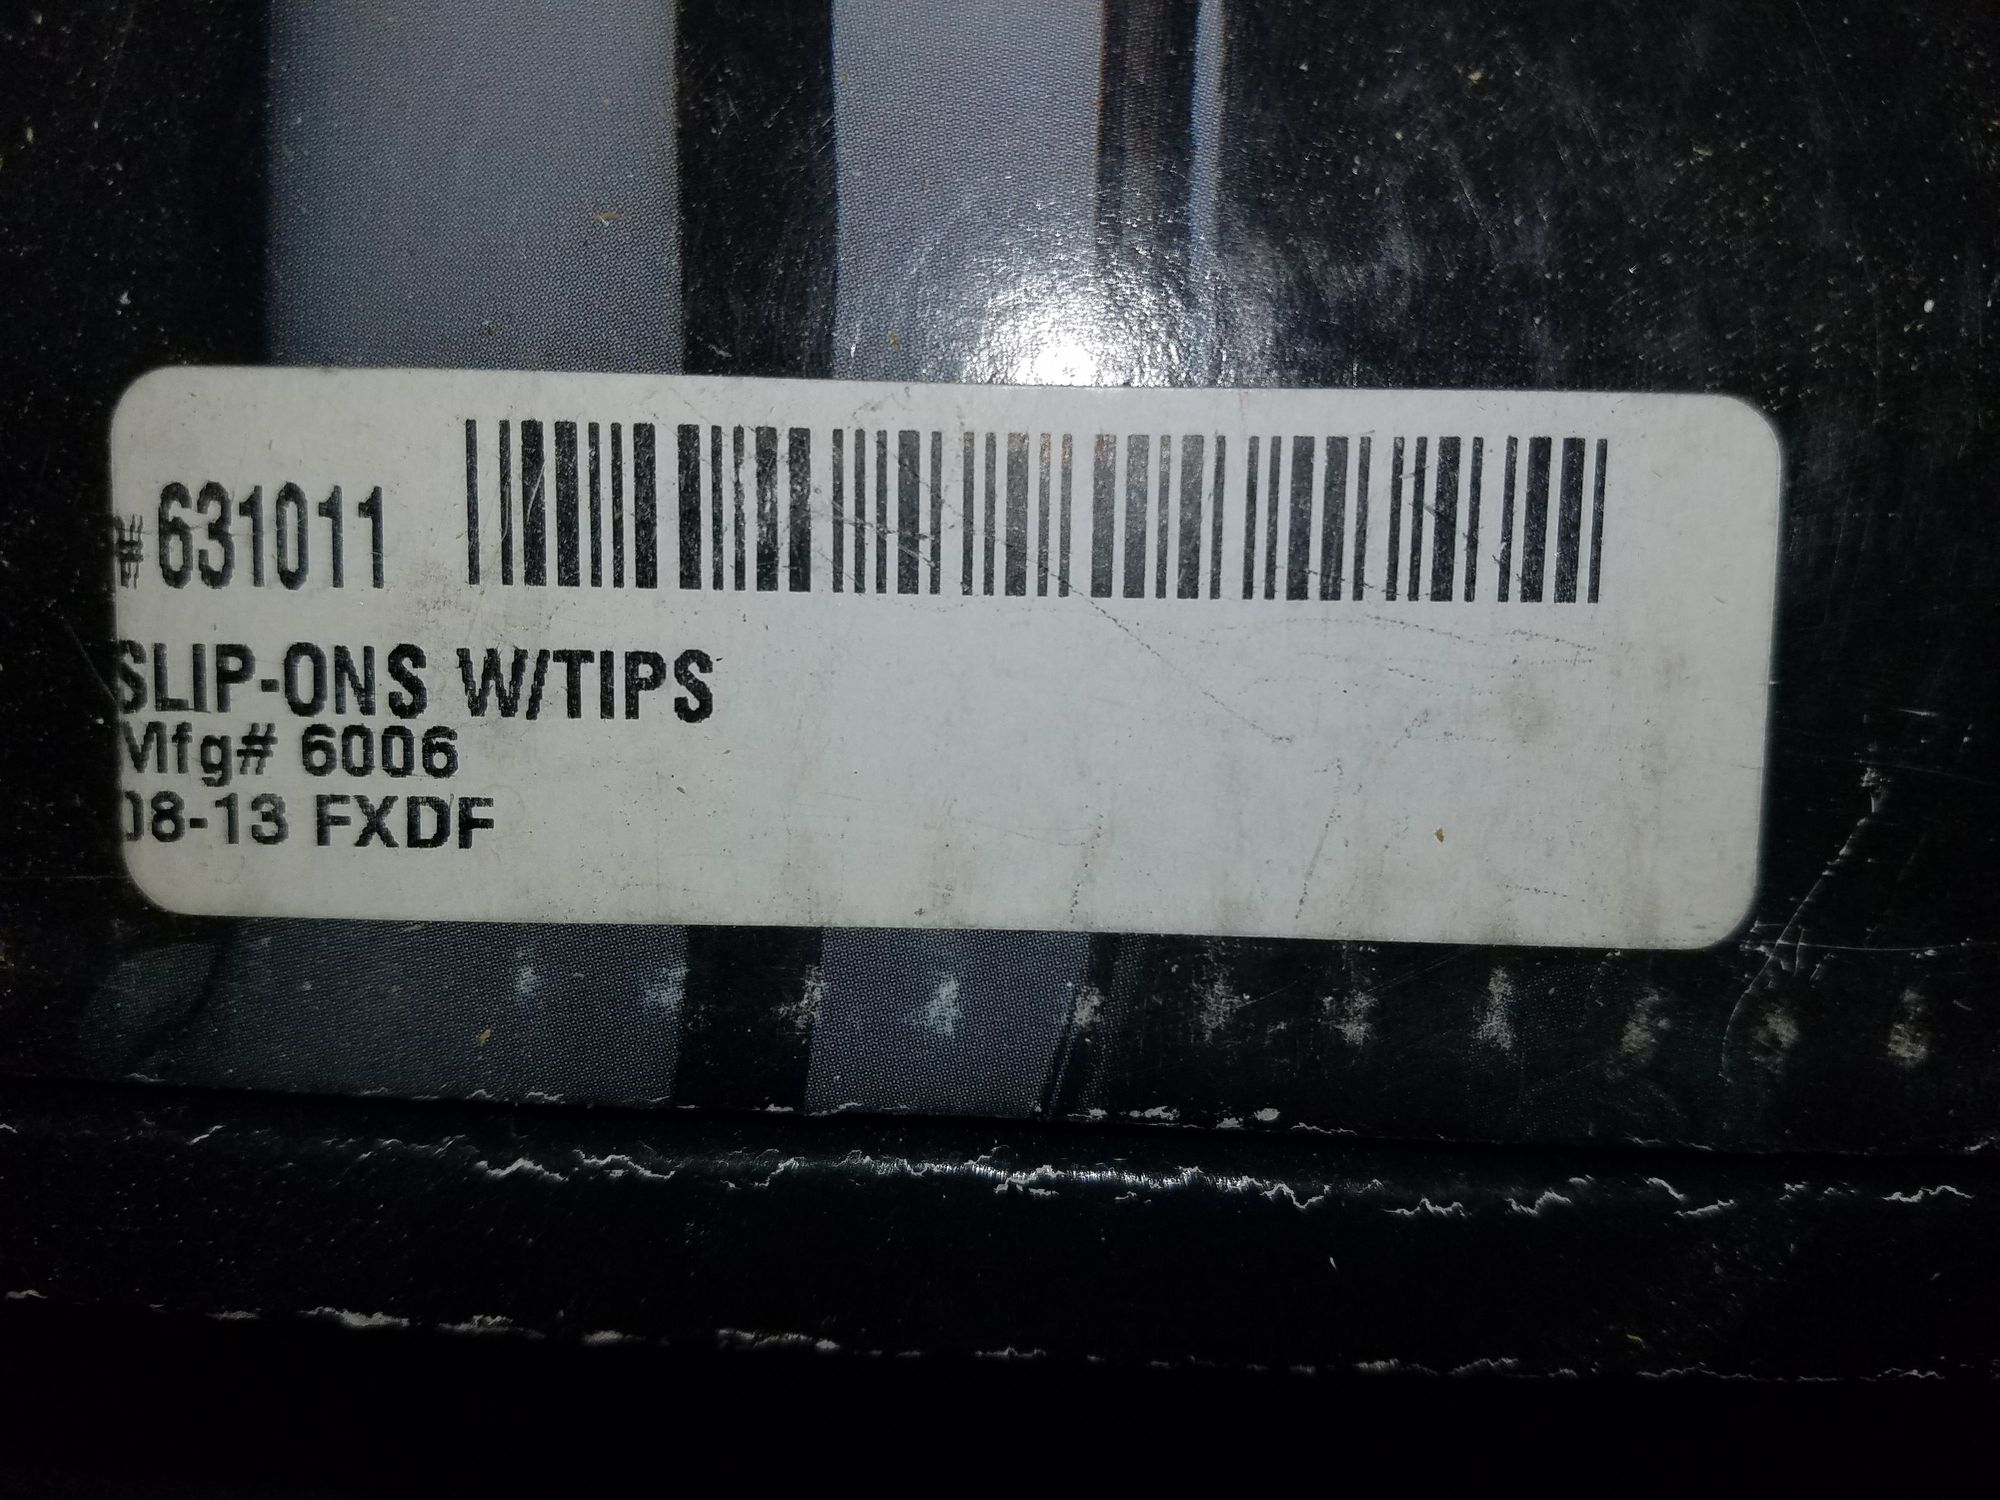 #631011
SLIP-ONS W/TIPS
Mfg# 6006
08-13 FXDF